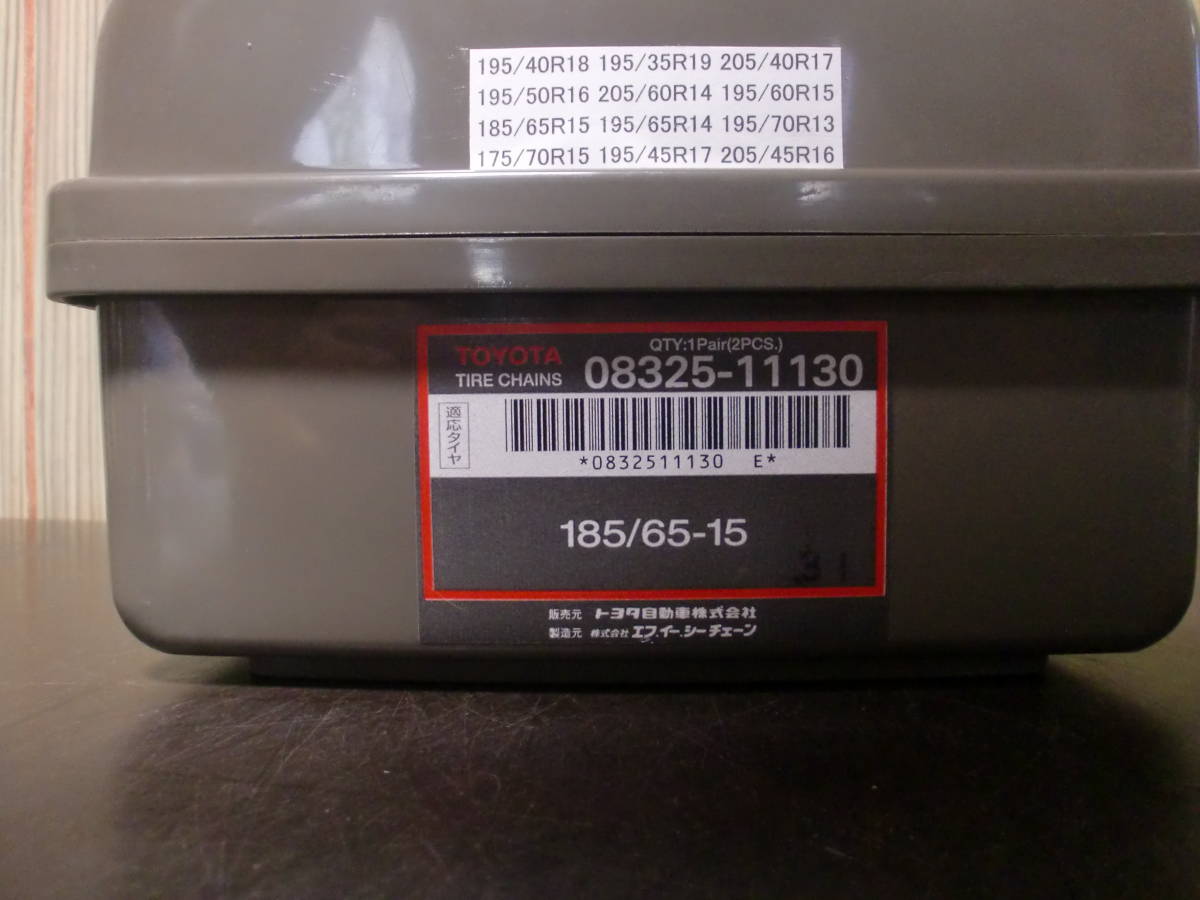 195/40R18 195/35R19 205/40R17
195/50R16 205/60R14 195/60R15
185/65R15 195/65R14 195/70R13
175/70R15 195/45R17 205/45R16
QTY:1Pair(2PCS.)
TOYOTA
TIRE CHAINS 08325-11130
適応タイヤ
*0832511130 E*
185/65-15
販売元 トヨタ自動車株式会社
製造元 株式会社 エフ.イー.シーチェーン